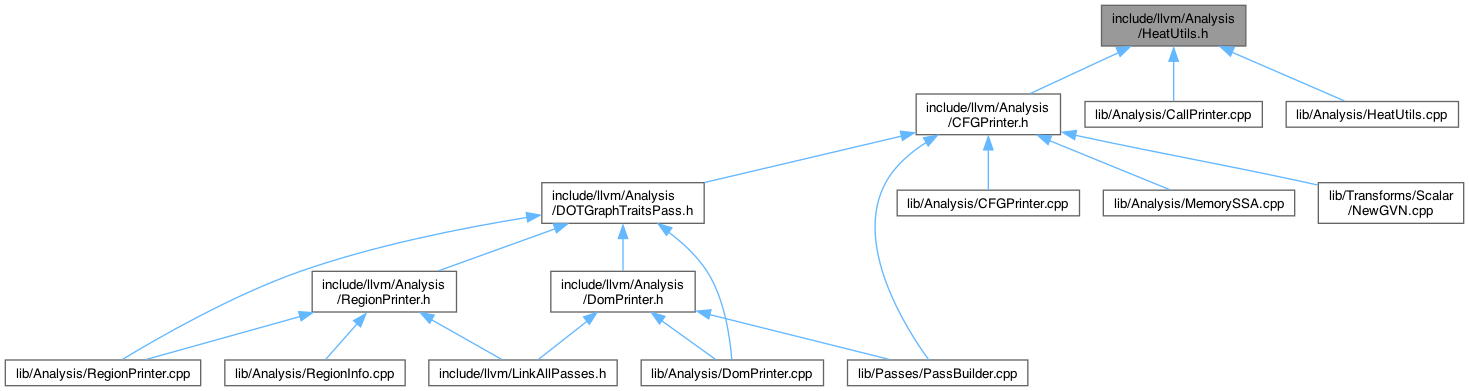 include/llvm/Analysis
/HeatUtils.h
include/llvm/Analysis
/CFGPrinter.h
lib/Analysis/CallPrinter.cpp
lib/Analysis/HeatUtils.cpp
include/llvm/Analysis
/DOTGraphTraitsPass.h
lib/Analysis/CFGPrinter.cpp
lib/Analysis/MemorySSA.cpp
lib/Transforms/Scalar
/NewGVN.cpp
include/llvm/Analysis
/RegionPrinter.h
include/llvm/Analysis
/DomPrinter.h
lib/Analysis/RegionPrinter.cpp
lib/Analysis/RegionInfo.cpp
include/llvm/LinkAllPasses.h
lib/Analysis/DomPrinter.cpp
lib/Passes/PassBuilder.cpp